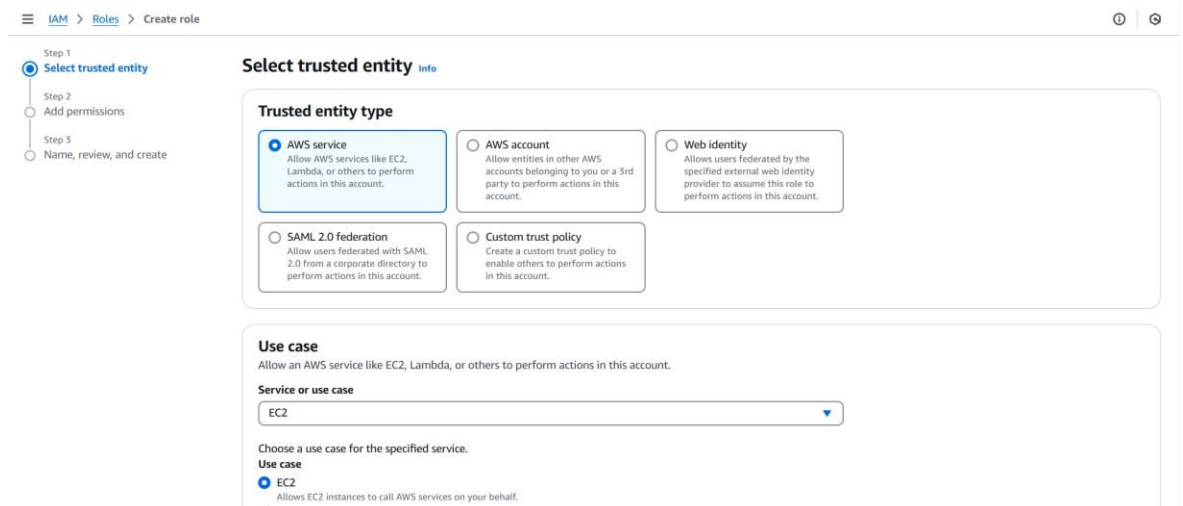 IAM > Roles > Create role
Step 1
Select trusted entity
Step 2
Add permissions
Step 3
Name, review, and create
Select trusted entity Info
Trusted entity type
AWS service
Allow AWS services like EC2,
Lambda, or others to perform
actions in this account.
AWS account
Allow entities in other AWS
accounts belonging to you or a 3rd
party to perform actions in this
account.
Web identity
Allows users federated by the
specified external web identity
provider to assume this role to
perform actions in this account.
SAML 2.0 federation
Allow users federated with SAML
2.0 from a corporate directory to
perform actions in this account.
Custom trust policy
Create a custom trust policy to
enable others to perform actions
in this account.
Use case
Allow an AWS service like EC2, Lambda, or others to perform actions in this account.
Service or use case
EC2
Choose a use case for the specified service.
Use case
EC2
Allows EC2 instances to call AWS services on your behalf.